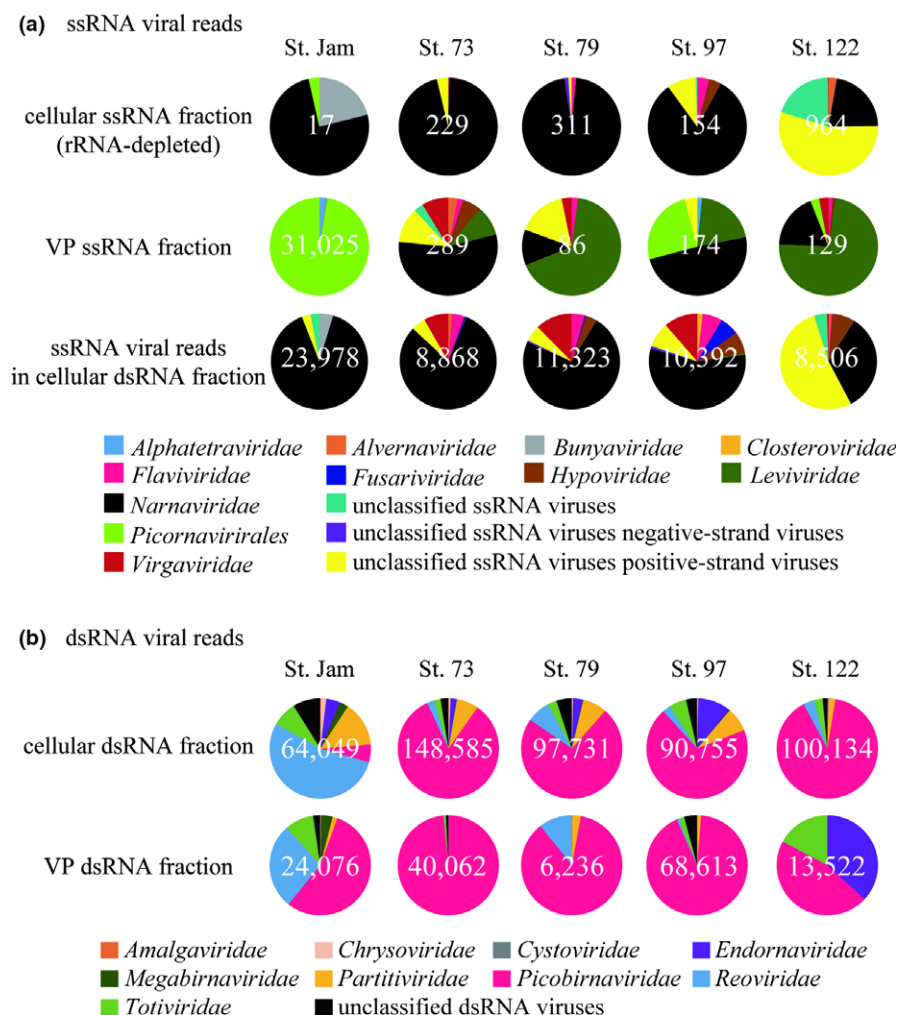 (a) ssRNA viral reads
St. Jam St. 73 St. 79 St. 97 St. 122
cellular ssRNA fraction
(rRNA-depleted)
17 229 311 154 964
VP ssRNA fraction
31,025 289 86 174 129
ssRNA viral reads
in cellular dsRNA fraction
23,978 8,868 11,323 10,392 8,506
Alphatetraviridae Alvernaviridae Bunyaviridae Closteroviridae
Flaviviridae Fusariviridae Hypoviridae Leviviridae
Narnaviridae unclassified ssRNA viruses
Picornavirirales unclassified ssRNA viruses negative-strand viruses
Virgaviridae unclassified ssRNA viruses positive-strand viruses
(b) dsRNA viral reads
St. Jam St. 73 St. 79 St. 97 St. 122
cellular dsRNA fraction
64,049 148,585 97,731 90,755 100,134
VP dsRNA fraction
24,076 40,062 6,236 68,613 13,522
Amalgaviridae Chrysoviridae Cystoviridae Endornaviridae
Megabirnaviridae Partitiviridae Picobirnaviridae Reoviridae
Totiviridae unclassified dsRNA viruses